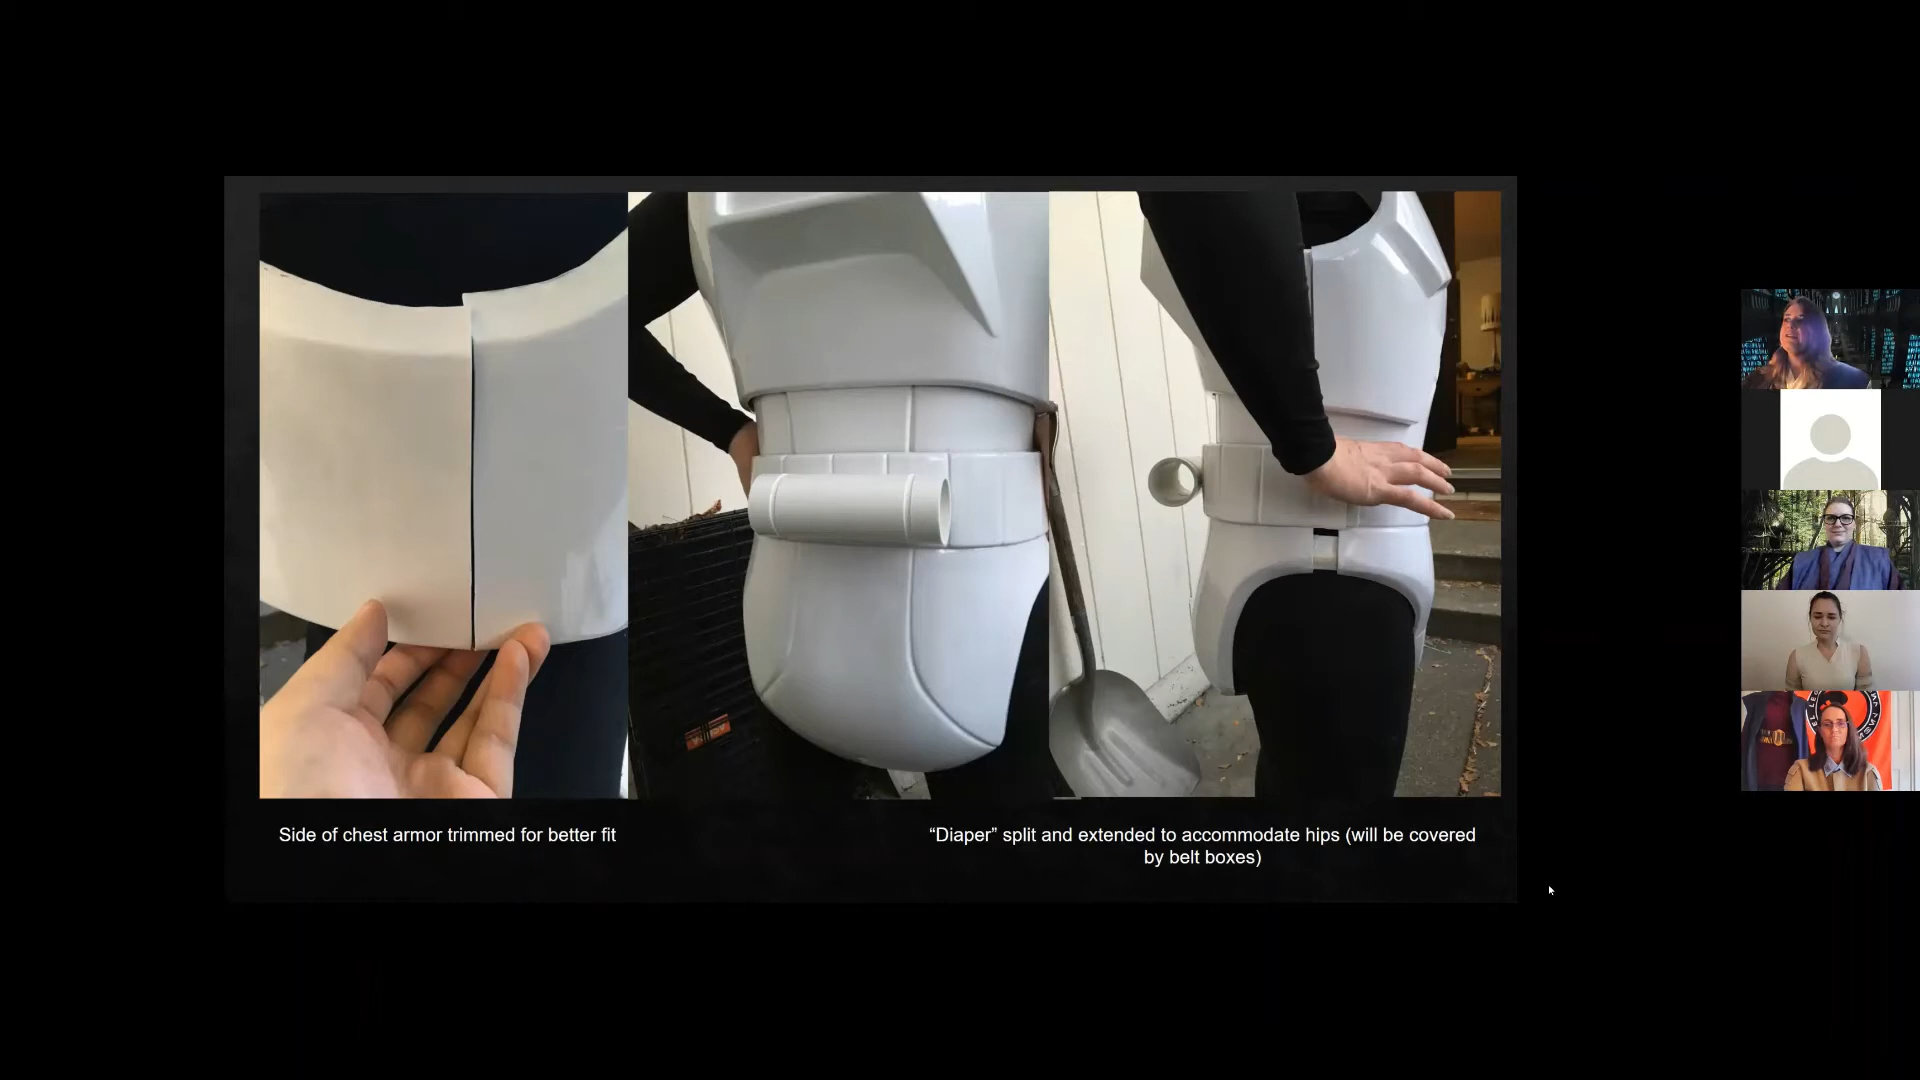 Side of chest armor trimmed for better fit
“Diaper” split and extended to accommodate hips (will be covered
by belt boxes)